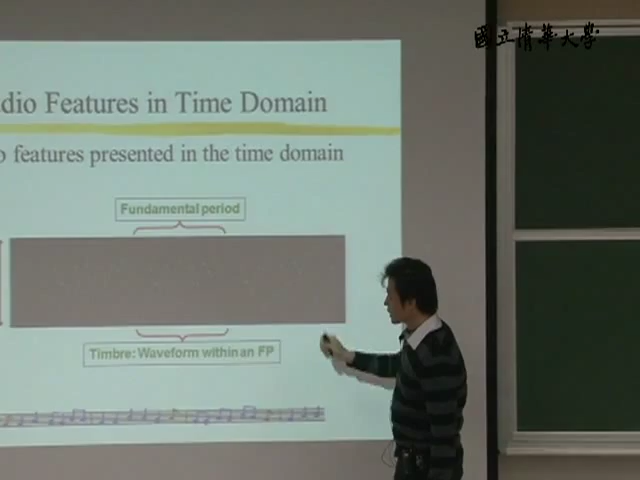 國立清華大學
dio Features in Time Domain
o features presented in the time domain
Fundamental period
Timbre: Waveform within an FP